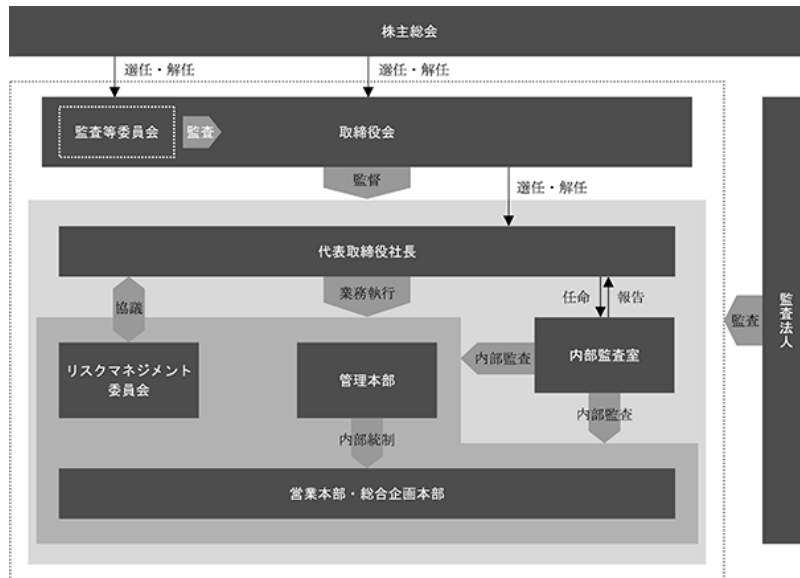 株主総会
選任・解任
選任・解任
監査等委員会
監査
取締役会
監督
選任・解任
代表取締役社長
協議
業務執行
任命
報告
監査法人
監査
リスクマネジメント
委員会
管理本部
内部監査
内部監査室
内部統制
内部監査
営業本部・総合企画本部